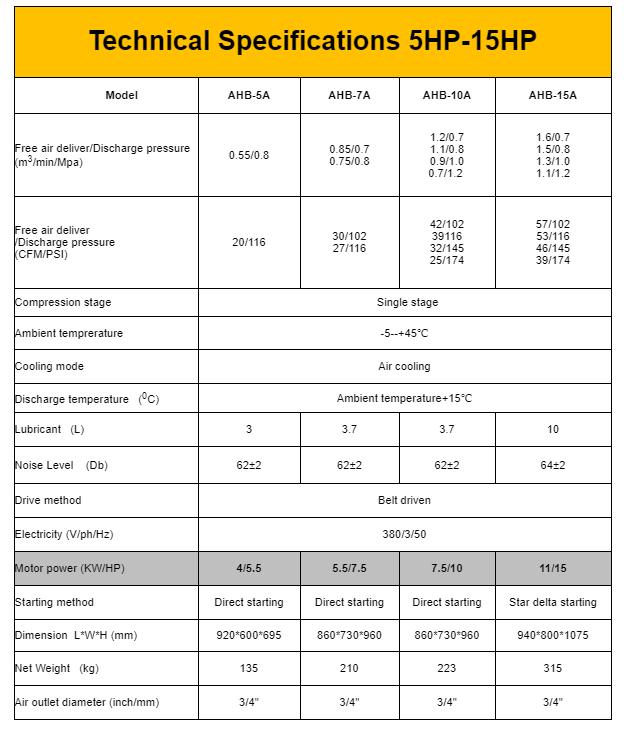 Technical Specifications 5HP-15HP
Model AHB-5A AHB-7A AHB-10A AHB-15A
Free air deliver/Discharge pressure
(m³/min/Mpa)
0.55/0.8
0.85/0.7
0.75/0.8
1.2/0.7
1.1/0.8
0.9/1.0
0.7/1.2
1.6/0.7
1.5/0.8
1.3/1.0
1.1/1.2
Free air deliver
/Discharge pressure
(CFM/PSI)
20/116
30/102
27/116
42/102
39116
32/145
25/174
57/102
53/116
46/145
39/174
Compression stage Single stage
Ambient temprerature -5--+45℃
Cooling mode Air cooling
Discharge temperature (⁰C) Ambient temperature+15℃
Lubricant (L) 3 3.7 3.7 10
Noise Level (Db) 62±2 62±2 62±2 64±2
Drive method Belt driven
Electricity (V/ph/Hz) 380/3/50
Motor power (KW/HP) 4/5.5 5.5/7.5 7.5/10 11/15
Starting method Direct starting Direct starting Direct starting Star delta starting
Dimension L*W*H (mm) 920*600*695 860*730*960 860*730*960 940*800*1075
Net Weight (kg) 135 210 223 315
Air outlet diameter (inch/mm) 3/4" 3/4" 3/4" 3/4"